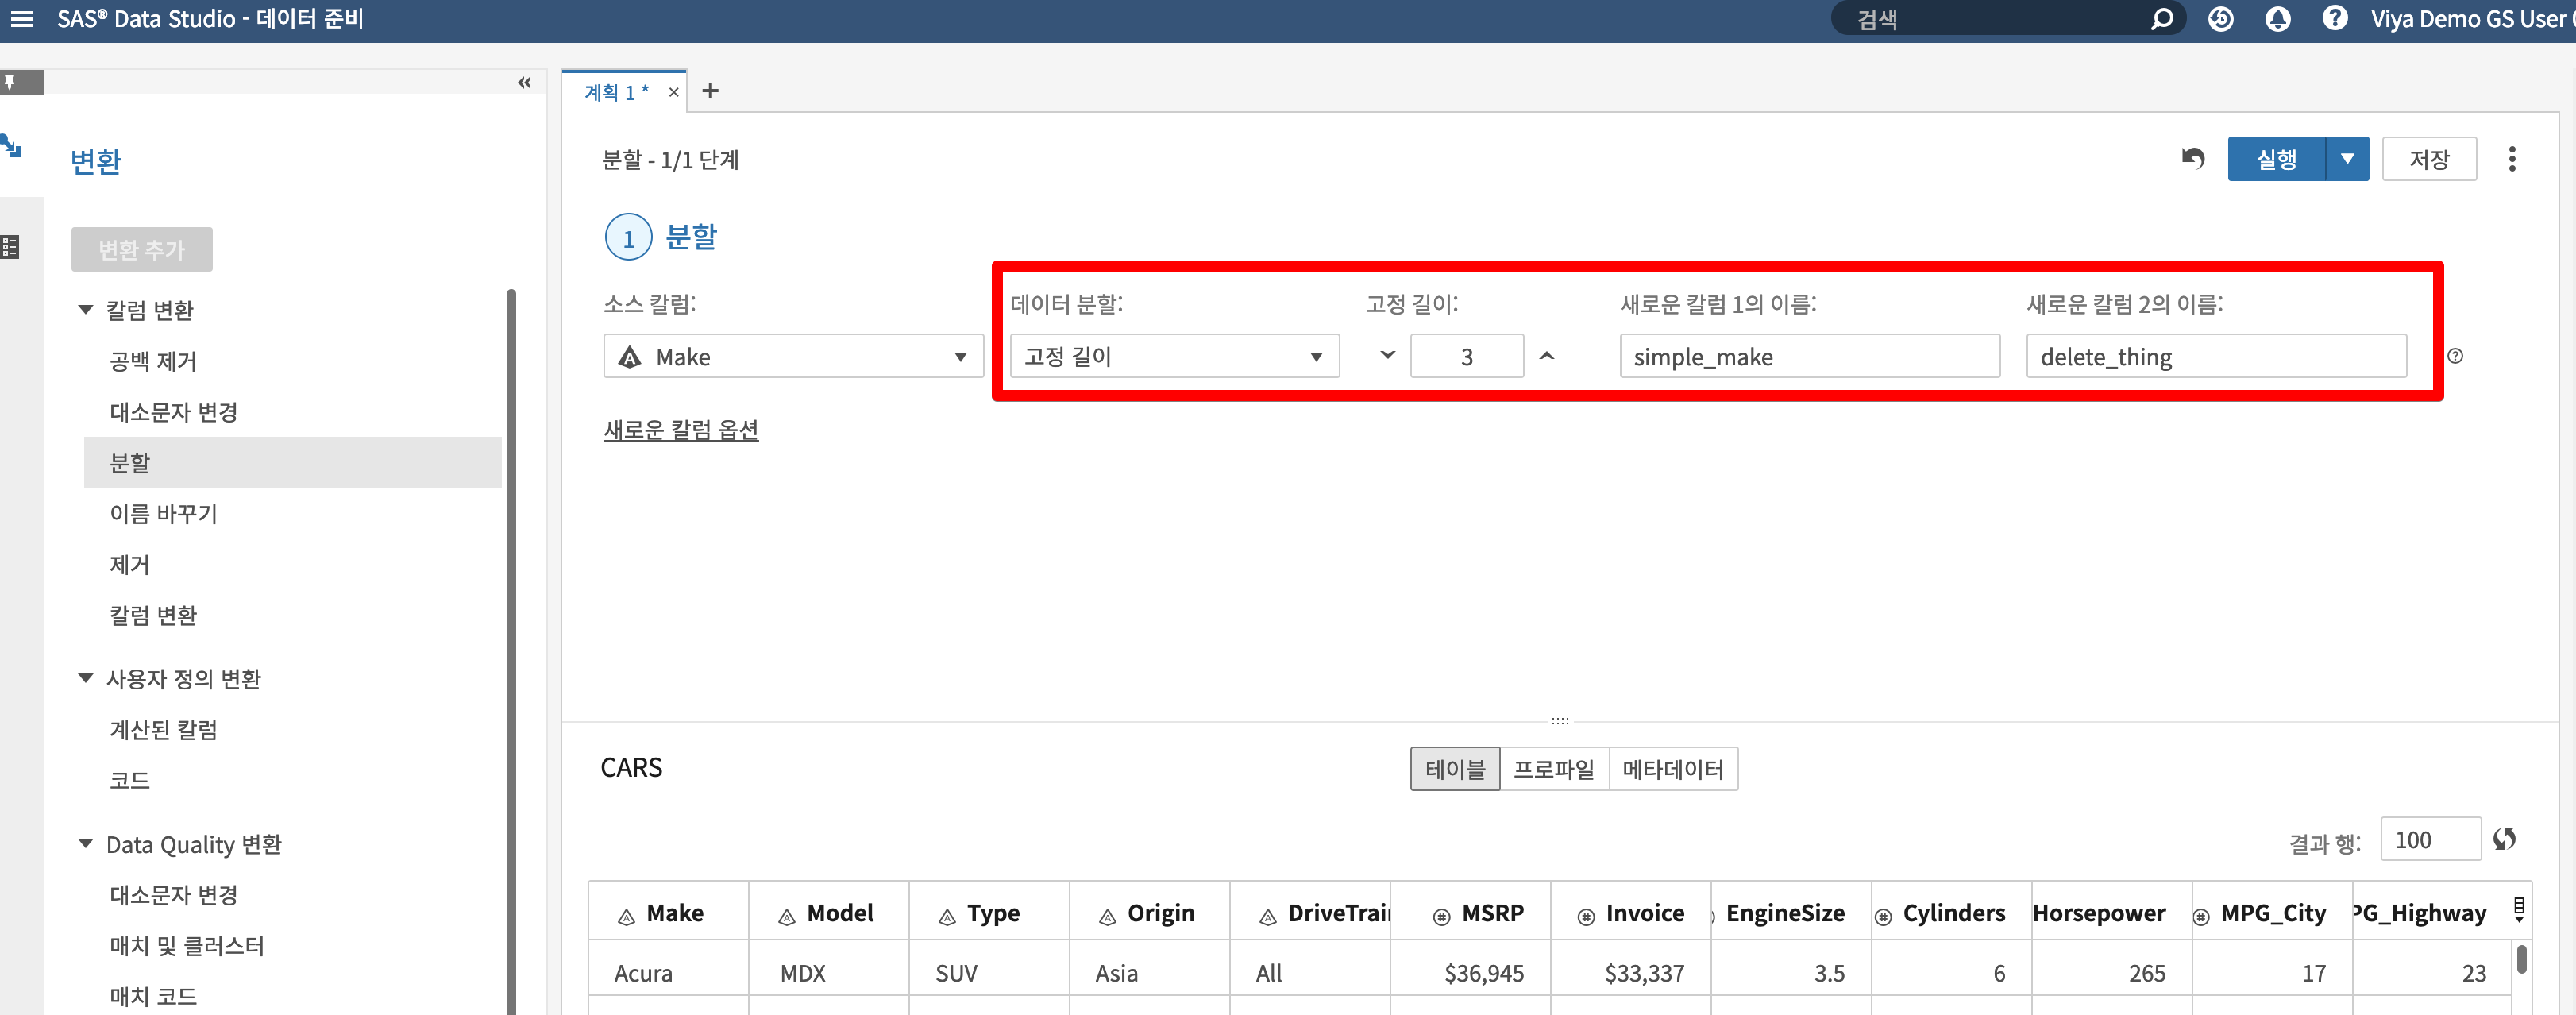 SAS® Data Studio - 데이터 준비
검색
Viya Demo GS User
계획 1 *
변환
분할 - 1/1 단계
실행
저장
변환 추가
1 분할
칼럼 변환
공백 제거
대소문자 변경
분할
이름 바꾸기
제거
칼럼 변환
사용자 정의 변환
계산된 칼럼
코드
Data Quality 변환
대소문자 변경
매치 및 클러스터
매치 코드
소스 칼럼: 데이터 분할: 고정 길이: 새로운 칼럼 1의 이름: 새로운 칼럼 2의 이름:
Make 고정 길이 3 simple_make delete_thing
새로운 칼럼 옵션
CARS
테이블 프로파일 메타데이터
결과 행: 100
Make Model Type Origin DriveTrai MSRP Invoice EngineSize Cylinders Horsepower MPG_City PG_Highway
Acura MDX SUV Asia All $36,945 $33,337 3.5 6 265 17 23